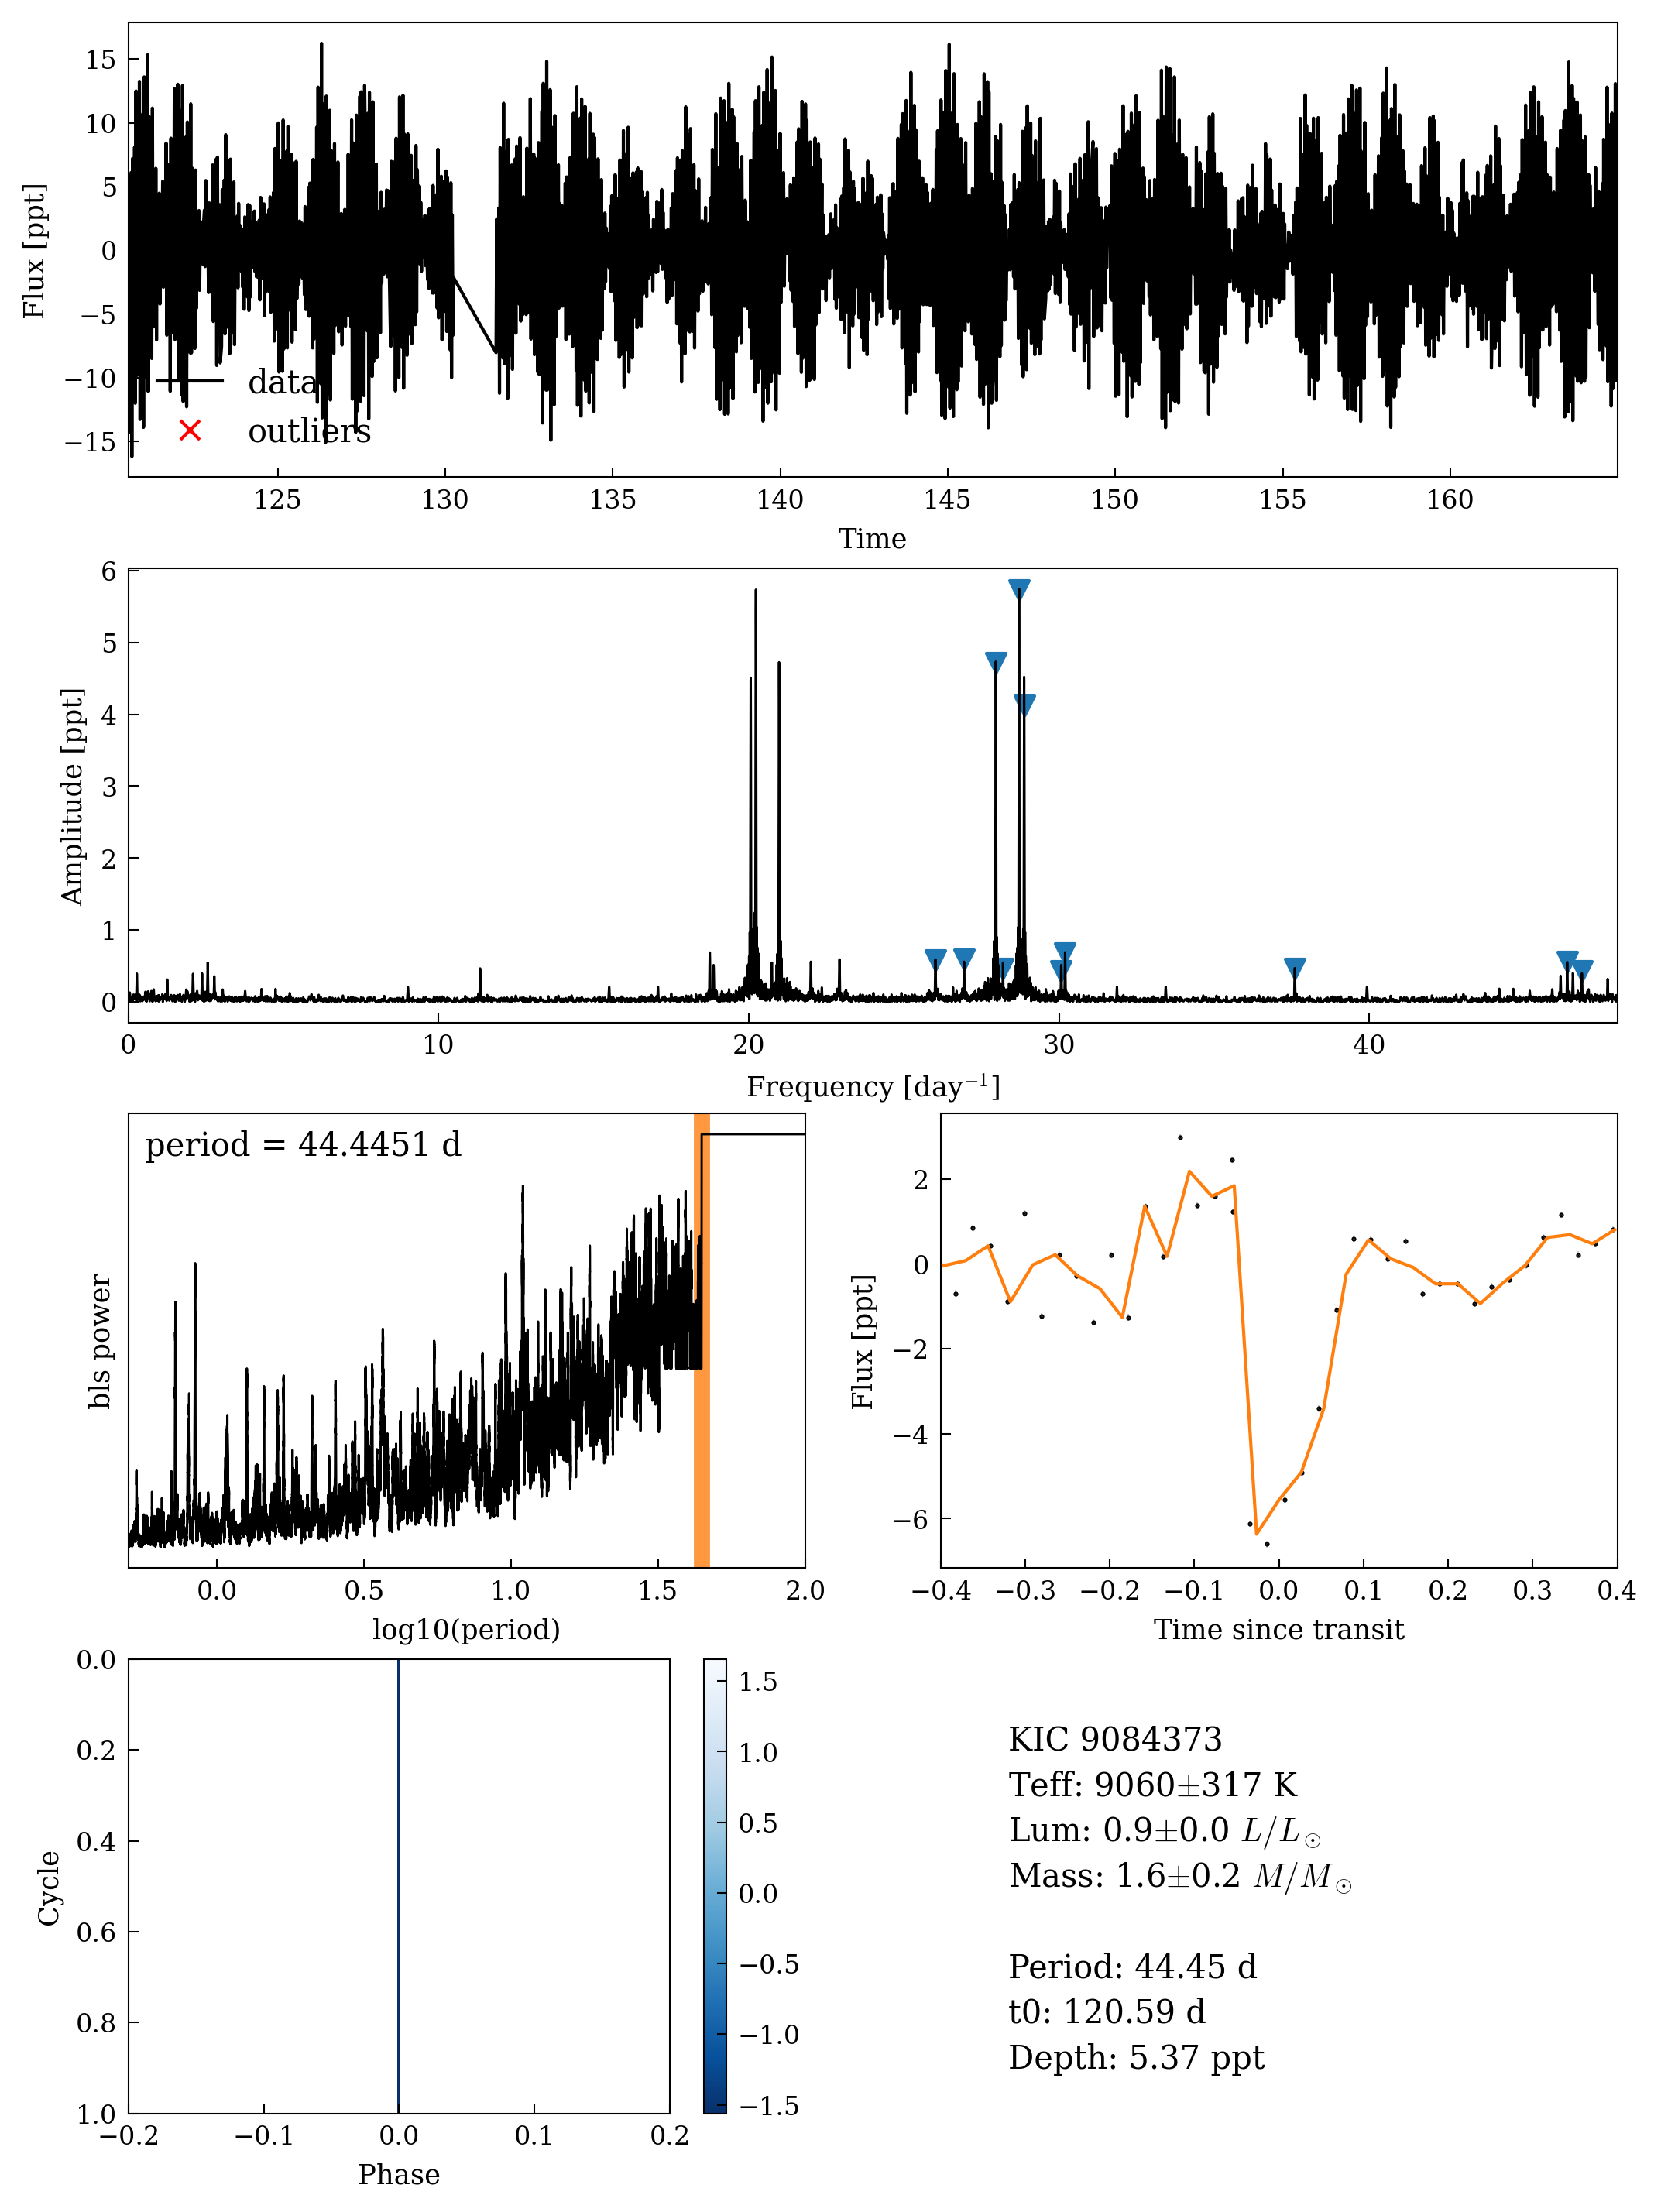 15
10
5
0
−5
−10
−15
Flux [ppt]
data
outliers
125 130 135 140 145 150 155 160
Time
6
5
4
3
2
1
0
Amplitude [ppt]
0 10 20 30 40
Frequency [day⁻¹]
period = 44.4451 d
bls power
0.0 0.5 1.0 1.5 2.0
log10(period)
2
0
−2
−4
−6
Flux [ppt]
−0.4 −0.3 −0.2 −0.1 0.0 0.1 0.2 0.3 0.4
Time since transit
0.0
0.2
0.4
0.6
0.8
1.0
Cycle
−0.2 −0.1 0.0 0.1 0.2
Phase
1.5
1.0
0.5
0.0
−0.5
−1.0
−1.5
KIC 9084373
Teff: 9060±317 K
Lum: 0.9±0.0 L/L☉
Mass: 1.6±0.2 M/M☉
Period: 44.45 d
t0: 120.59 d
Depth: 5.37 ppt